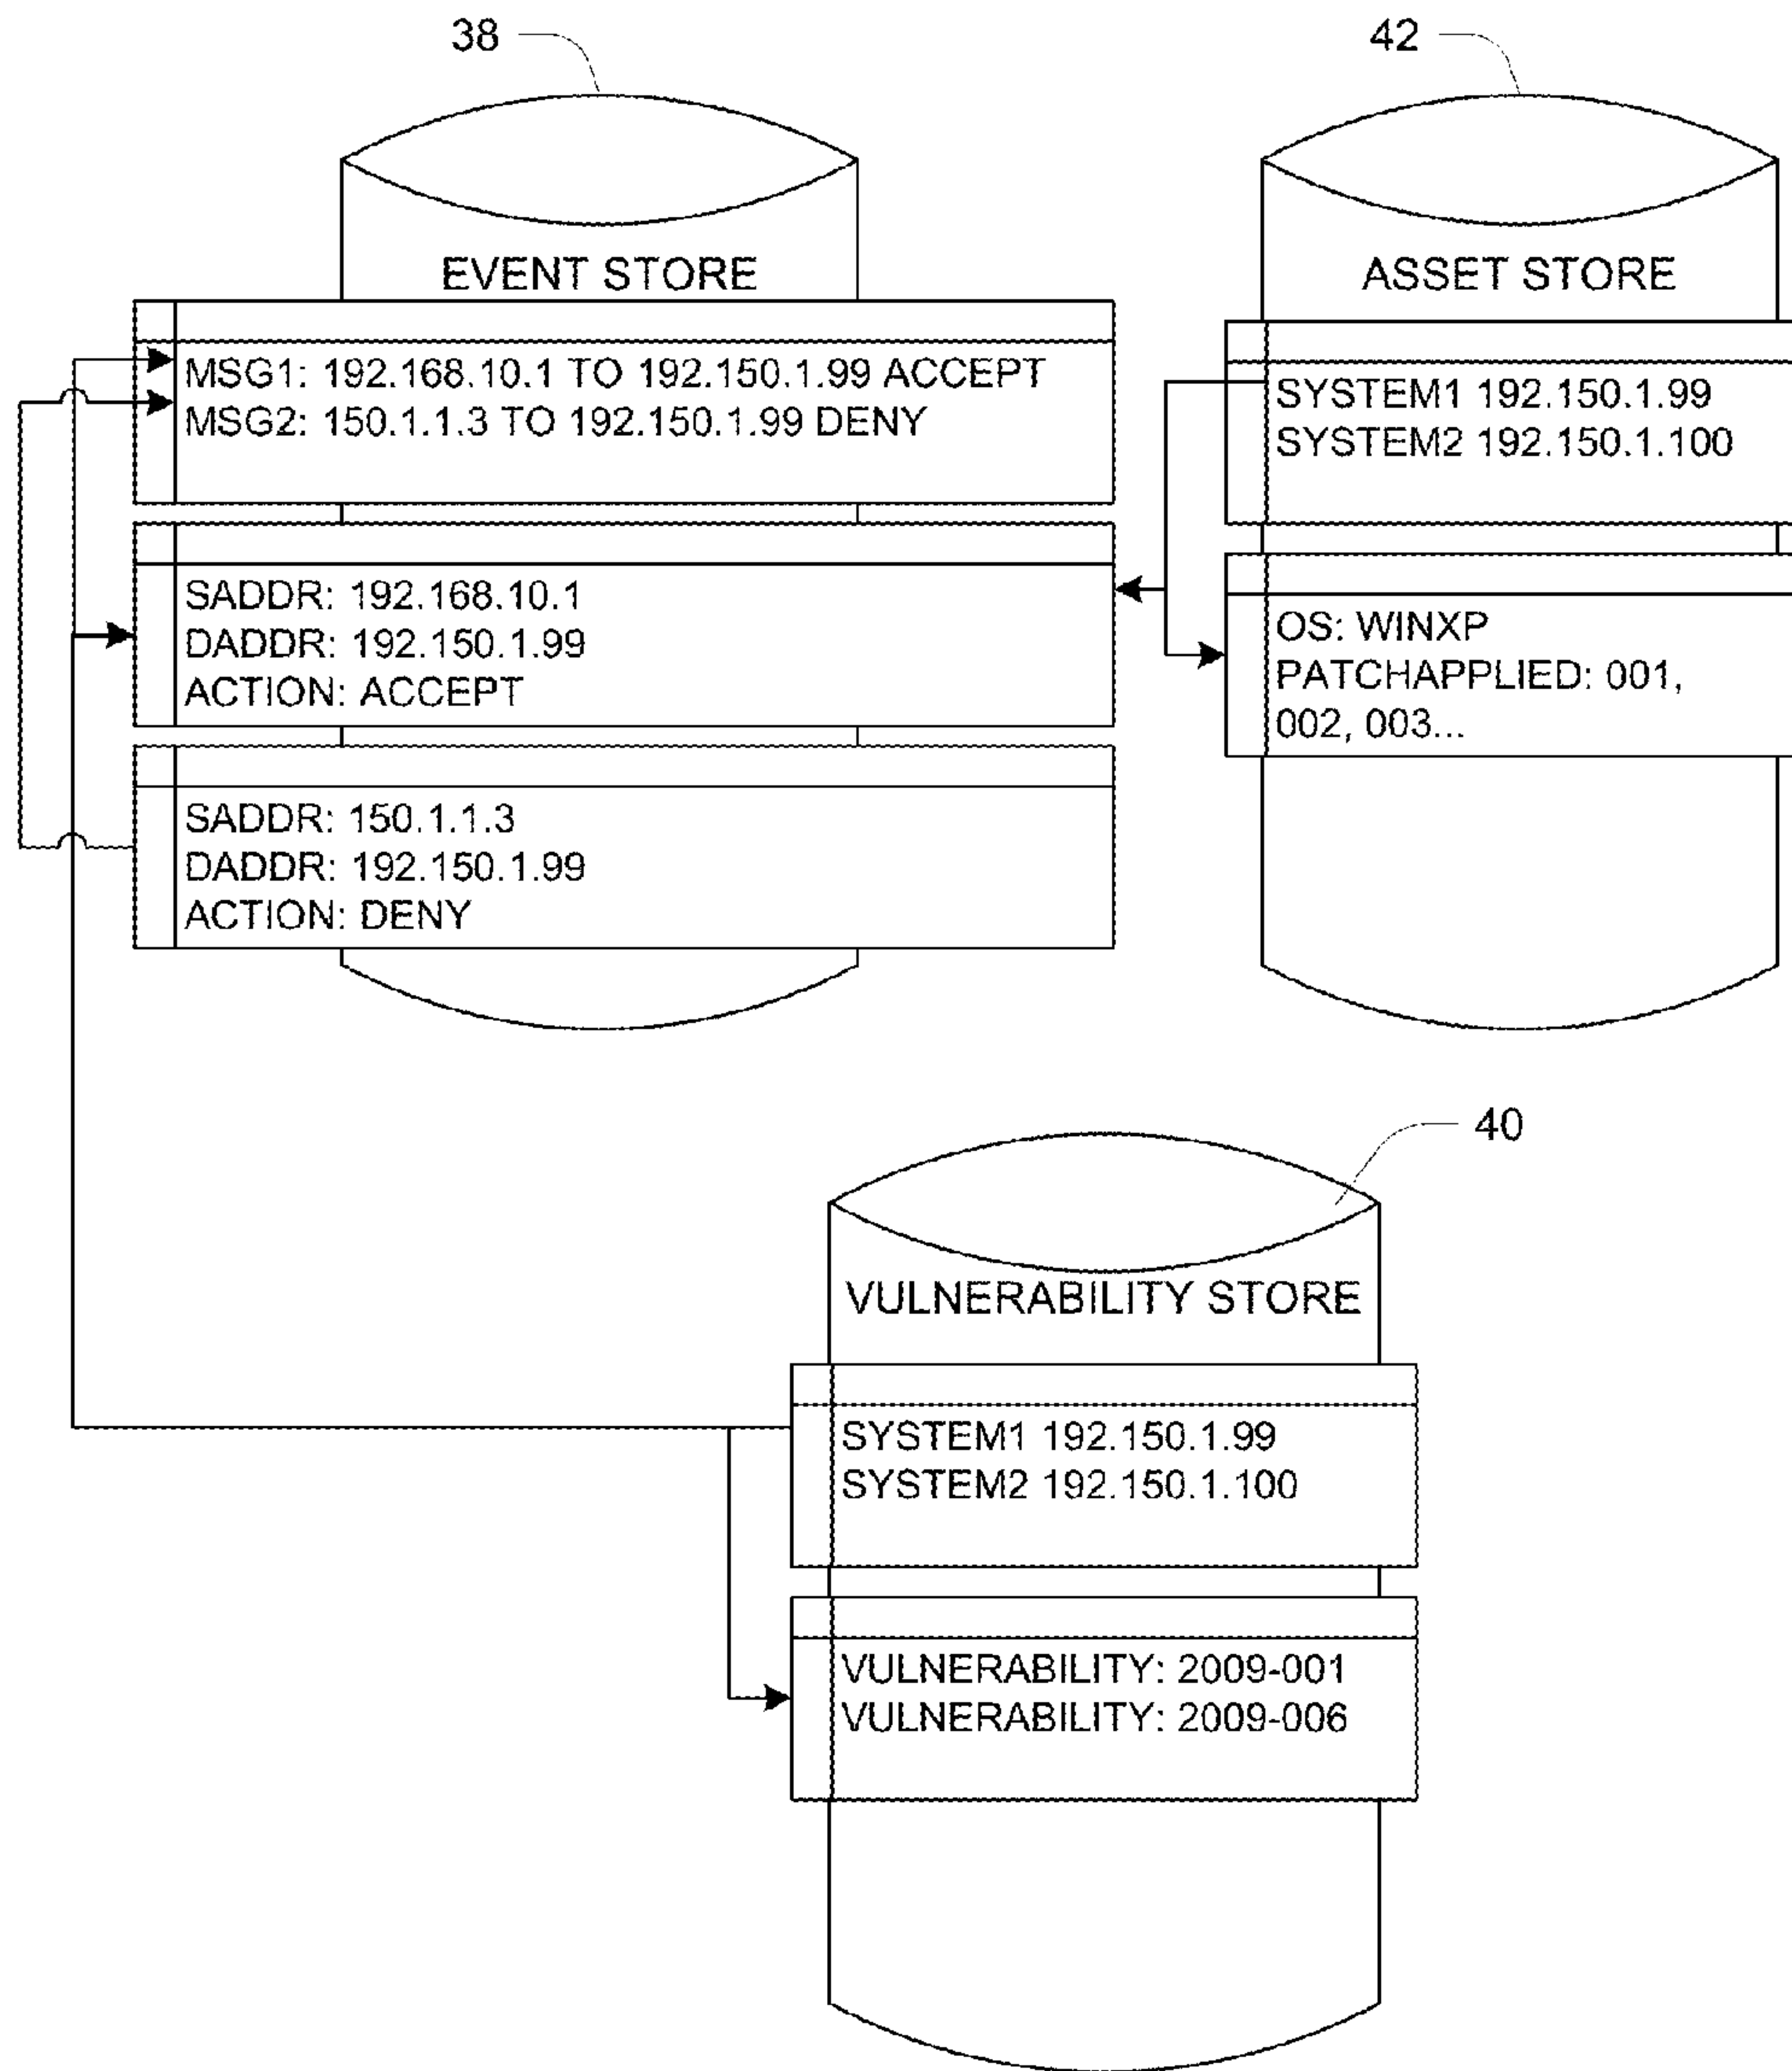 38
EVENT STORE
MSG1: 192.168.10.1 TO 192.150.1.99 ACCEPT
MSG2: 150.1.1.3 TO 192.150.1.99 DENY
SADDR: 192.168.10.1
DADDR: 192.150.1.99
ACTION: ACCEPT
SADDR: 150.1.1.3
DADDR: 192.150.1.99
ACTION: DENY
42
ASSET STORE
SYSTEM1 192.150.1.99
SYSTEM2 192.150.1.100
OS: WINXP
PATCHAPPLIED: 001,
002, 003...
40
VULNERABILITY STORE
SYSTEM1 192.150.1.99
SYSTEM2 192.150.1.100
VULNERABILITY: 2009-001
VULNERABILITY: 2009-006